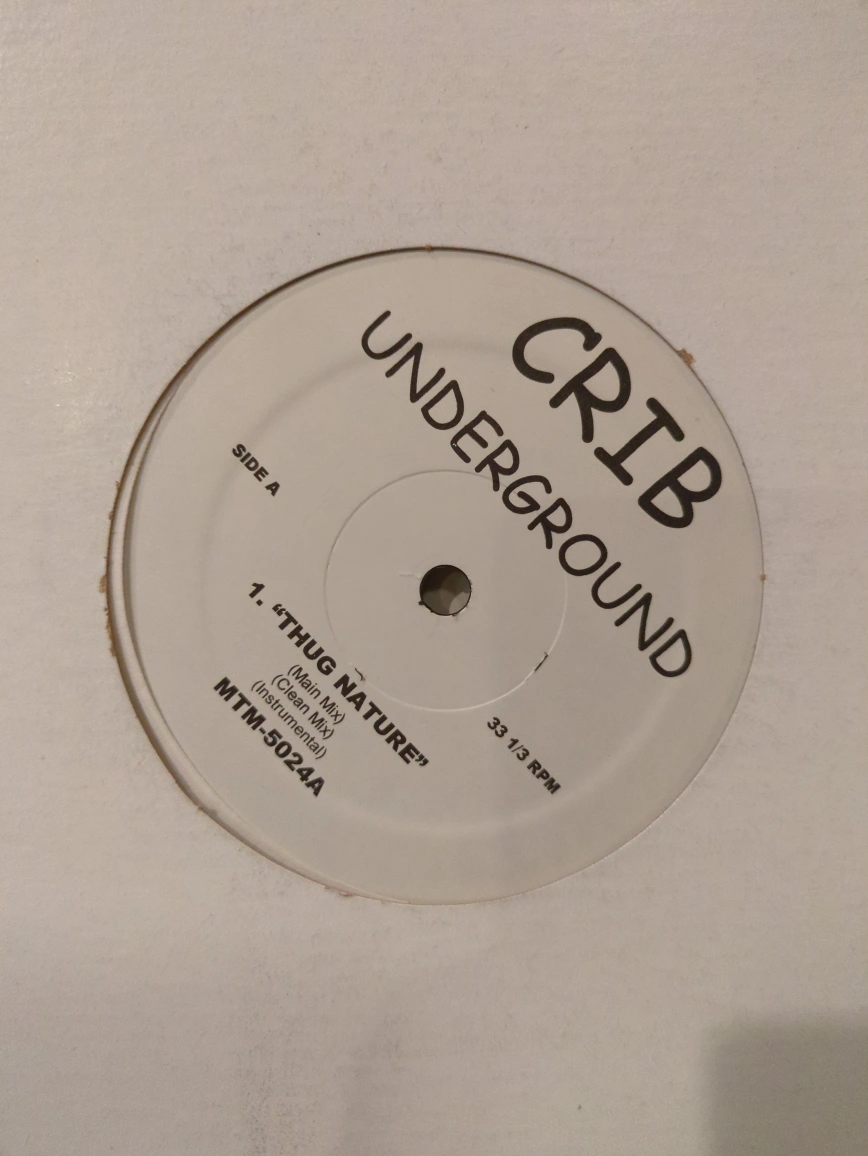 CRIB
UNDERGROUND
SIDE A
33 1/3 RPM
1. “THUG NATURE”
(Main Mix)
(Clean Mix)
(Instrumental)
MTM-5024A